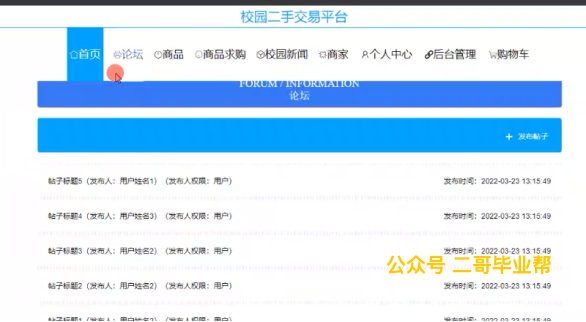 校园二手交易平台
首页 论坛 商品 商品求购 校园新闻 商家 个人中心 后台管理 购物车
FORUM / INFORMATION
论坛
+ 发布帖子
帖子标题5（发布人：用户姓名1）（发布人权限：用户） 发布时间：2022-03-23 13:15:49
帖子标题4（发布人：用户姓名3）（发布人权限：用户） 发布时间：2022-03-23 13:15:49
帖子标题3（发布人：用户姓名2）（发布人权限：用户） 发布时间：2022-03-23 13:15:49
公众号 二哥毕业帮
帖子标题2（发布人：用户姓名2）（发布人权限：用户） 发布时间：2022-03-23 13:15:49
帖子标题1（发布人：用户姓名2）（发布人权限：用户） 发布时间：2022-03-23 13:15:49